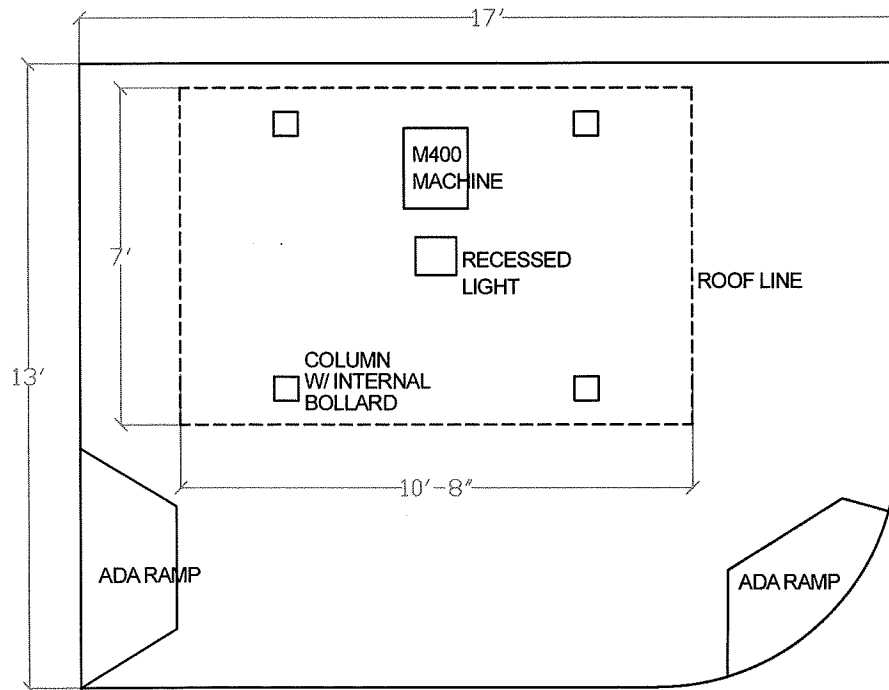 17'
M400
MACHINE
7'
RECESSED
LIGHT
ROOF LINE
13'
COLUMN
W/ INTERNAL
BOLLARD
10'-8"
ADA RAMP
ADA RAMP